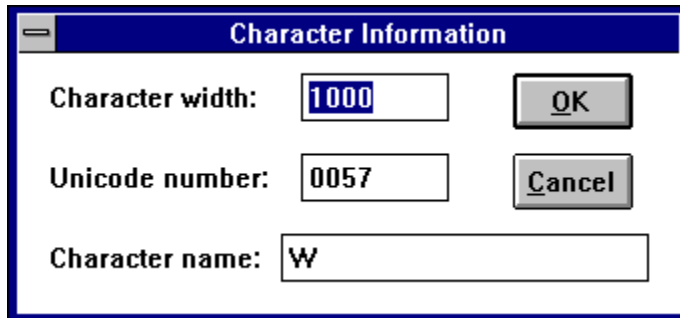 Character Information
Character width: 1000 OK
Unicode number: 0057 Cancel
Character name: W